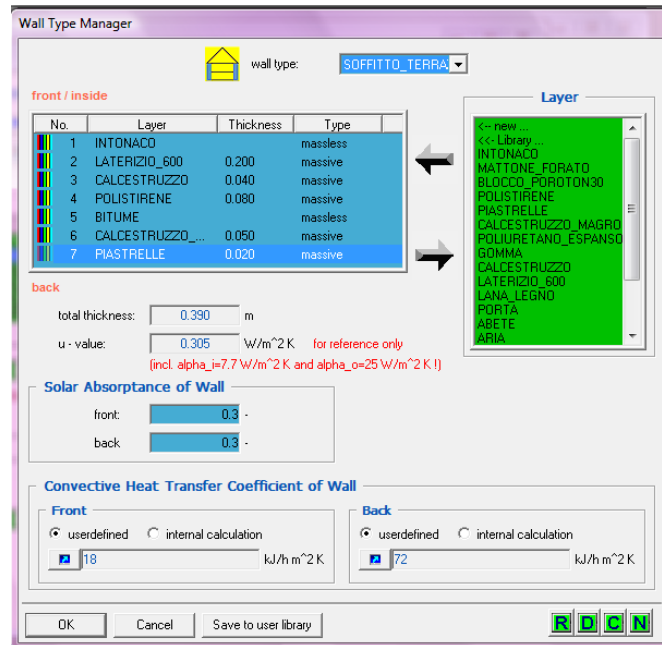 Wall Type Manager
wall type: SOFFITTO_TERRA
front / inside
No. Layer Thickness Type
1 INTONACO massless
2 LATERIZIO_600 0.200 massive
3 CALCESTRUZZO 0.040 massive
4 POLISTIRENE 0.080 massive
5 BITUME massless
6 CALCESTRUZZO_... 0.050 massive
7 PIASTRELLE 0.020 massive
Layer
<-- new ...
<<- Library ...
INTONACO
MATTONE_FORATO
BLOCCO_POROTON30
POLISTIRENE
PIASTRELLE
CALCESTRUZZO_MAGRO
POLIURETANO_ESPANSO
GOMMA
CALCESTRUZZO
LATERIZIO_600
LANA_LEGNO
PORTA
ABETE
ARIA
back
total thickness: 0.390 m
u - value: 0.305 W/m^2 K for reference only
(incl. alpha_i=7.7 W/m^2 K and alpha_o=25 W/m^2 K !)
Solar Absorptance of Wall
front: 0.3 -
back 0.3 -
Convective Heat Transfer Coefficient of Wall
Front
userdefined internal calculation
18 kJ/h m^2 K
Back
userdefined internal calculation
72 kJ/h m^2 K
OK Cancel Save to user library R D C N